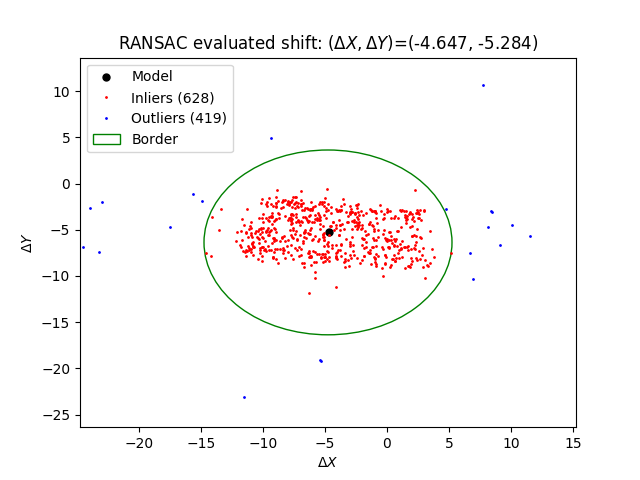 RANSAC evaluated shift: (ΔX, ΔY)=(-4.647, -5.284)
Model
Inliers (628)
Outliers (419)
Border
10
5
0
−5
−10
−15
−20
−25
ΔY
−20 −15 −10 −5 0 5 10 15
ΔX